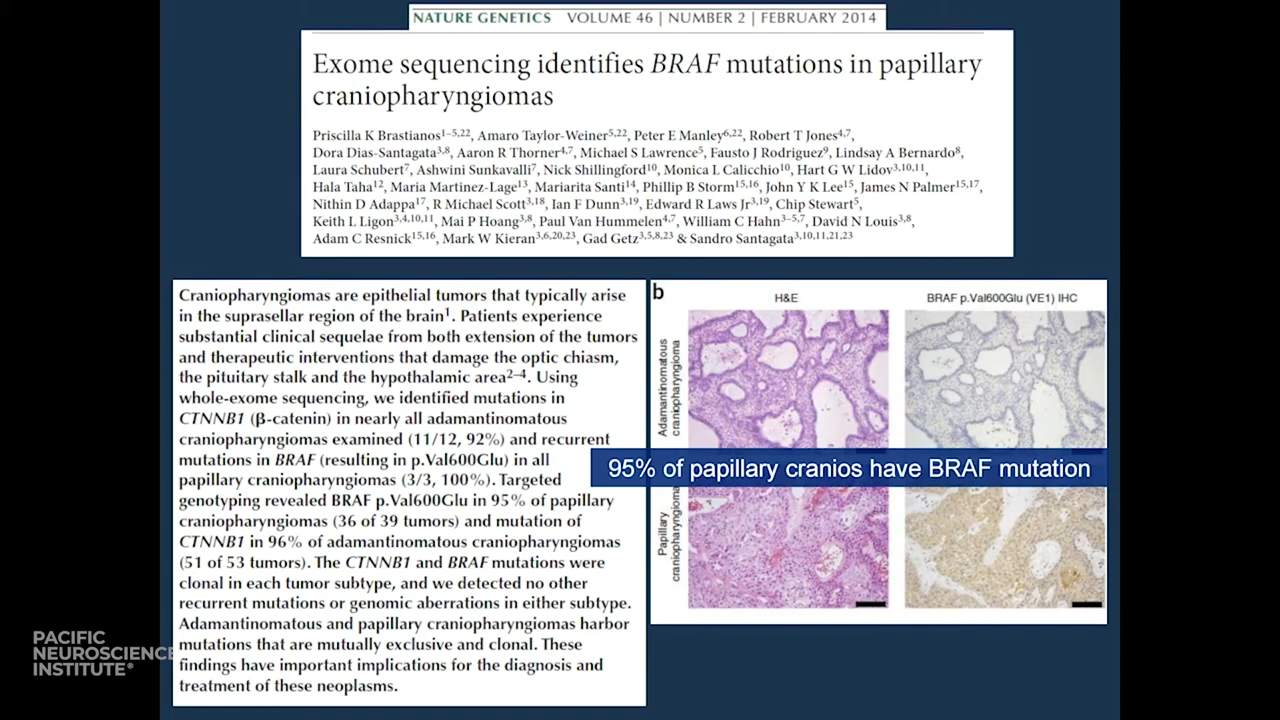 NATURE GENETICS VOLUME 46 | NUMBER 2 | FEBRUARY 2014
Exome sequencing identifies BRAF mutations in papillary
craniopharyngiomas
Priscilla K Brastianos1–5,22, Amaro Taylor-Weiner5,22, Peter E Manley6,22, Robert T Jones4,7,
Dora Dias-Santagata3,8, Aaron R Thorner4,7, Michael S Lawrence5, Fausto J Rodriguez9, Lindsay A Bernardo8,
Laura Schubert7, Ashwini Sunkavalli7, Nick Shillingford10, Monica L Calicchio10, Hart G W Lidov3,10,11,
Hala Taha12, Maria Martinez-Lage13, Mariarita Santi14, Phillip B Storm15,16, John Y K Lee15, James N Palmer15,17,
Nithin D Adappa17, R Michael Scott3,18, Ian F Dunn3,19, Edward R Laws Jr3,19, Chip Stewart5,
Keith L Ligon3,4,10,11, Mai P Hoang3,8, Paul Van Hummelen4,7, William C Hahn3–5,7, David N Louis3,8,
Adam C Resnick15,16, Mark W Kieran3,6,20,23, Gad Getz3,5,8,23 & Sandro Santagata3,10,11,21,23
Craniopharyngiomas are epithelial tumors that typically arise
in the suprasellar region of the brain1. Patients experience
substantial clinical sequelae from both extension of the tumors
and therapeutic interventions that damage the optic chiasm,
the pituitary stalk and the hypothalamic area2–4. Using
whole-exome sequencing, we identified mutations in
CTNNB1 (β-catenin) in nearly all adamantinomatous
craniopharyngiomas examined (11/12, 92%) and recurrent
mutations in BRAF (resulting in p.Val600Glu) in all
papillary craniopharyngiomas (3/3, 100%). Targeted
genotyping revealed BRAF p.Val600Glu in 95% of papillary
craniopharyngiomas (36 of 39 tumors) and mutation of
CTNNB1 in 96% of adamantinomatous craniopharyngiomas
(51 of 53 tumors). The CTNNB1 and BRAF mutations were
clonal in each tumor subtype, and we detected no other
recurrent mutations or genomic aberrations in either subtype.
Adamantinomatous and papillary craniopharyngiomas harbor
mutations that are mutually exclusive and clonal. These
findings have important implications for the diagnosis and
treatment of these neoplasms.
b
H&E
BRAF p.Val600Glu (VE1) IHC
Adamantinomatous
craniopharyngioma
95% of papillary cranios have BRAF mutation
Papillary
craniopharyngioma
PACIFIC
NEUROSCIENCE
INSTITUTE®